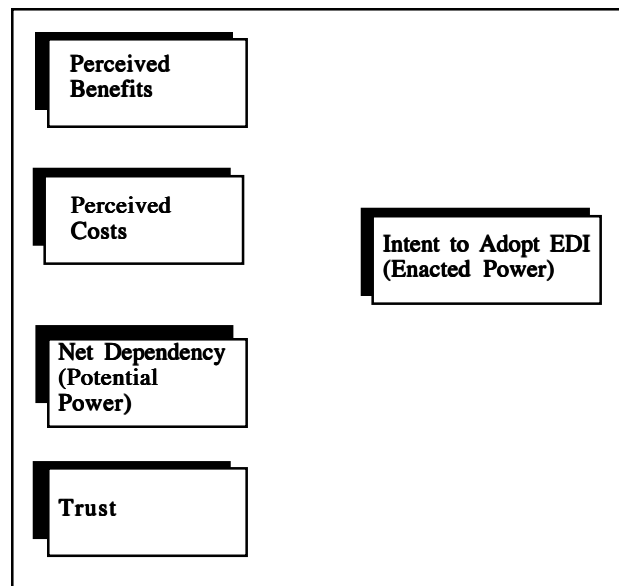 Perceived
Benefits
Perceived
Costs
Intent to Adopt EDI
(Enacted Power)
Net Dependency
(Potential
Power)
Trust